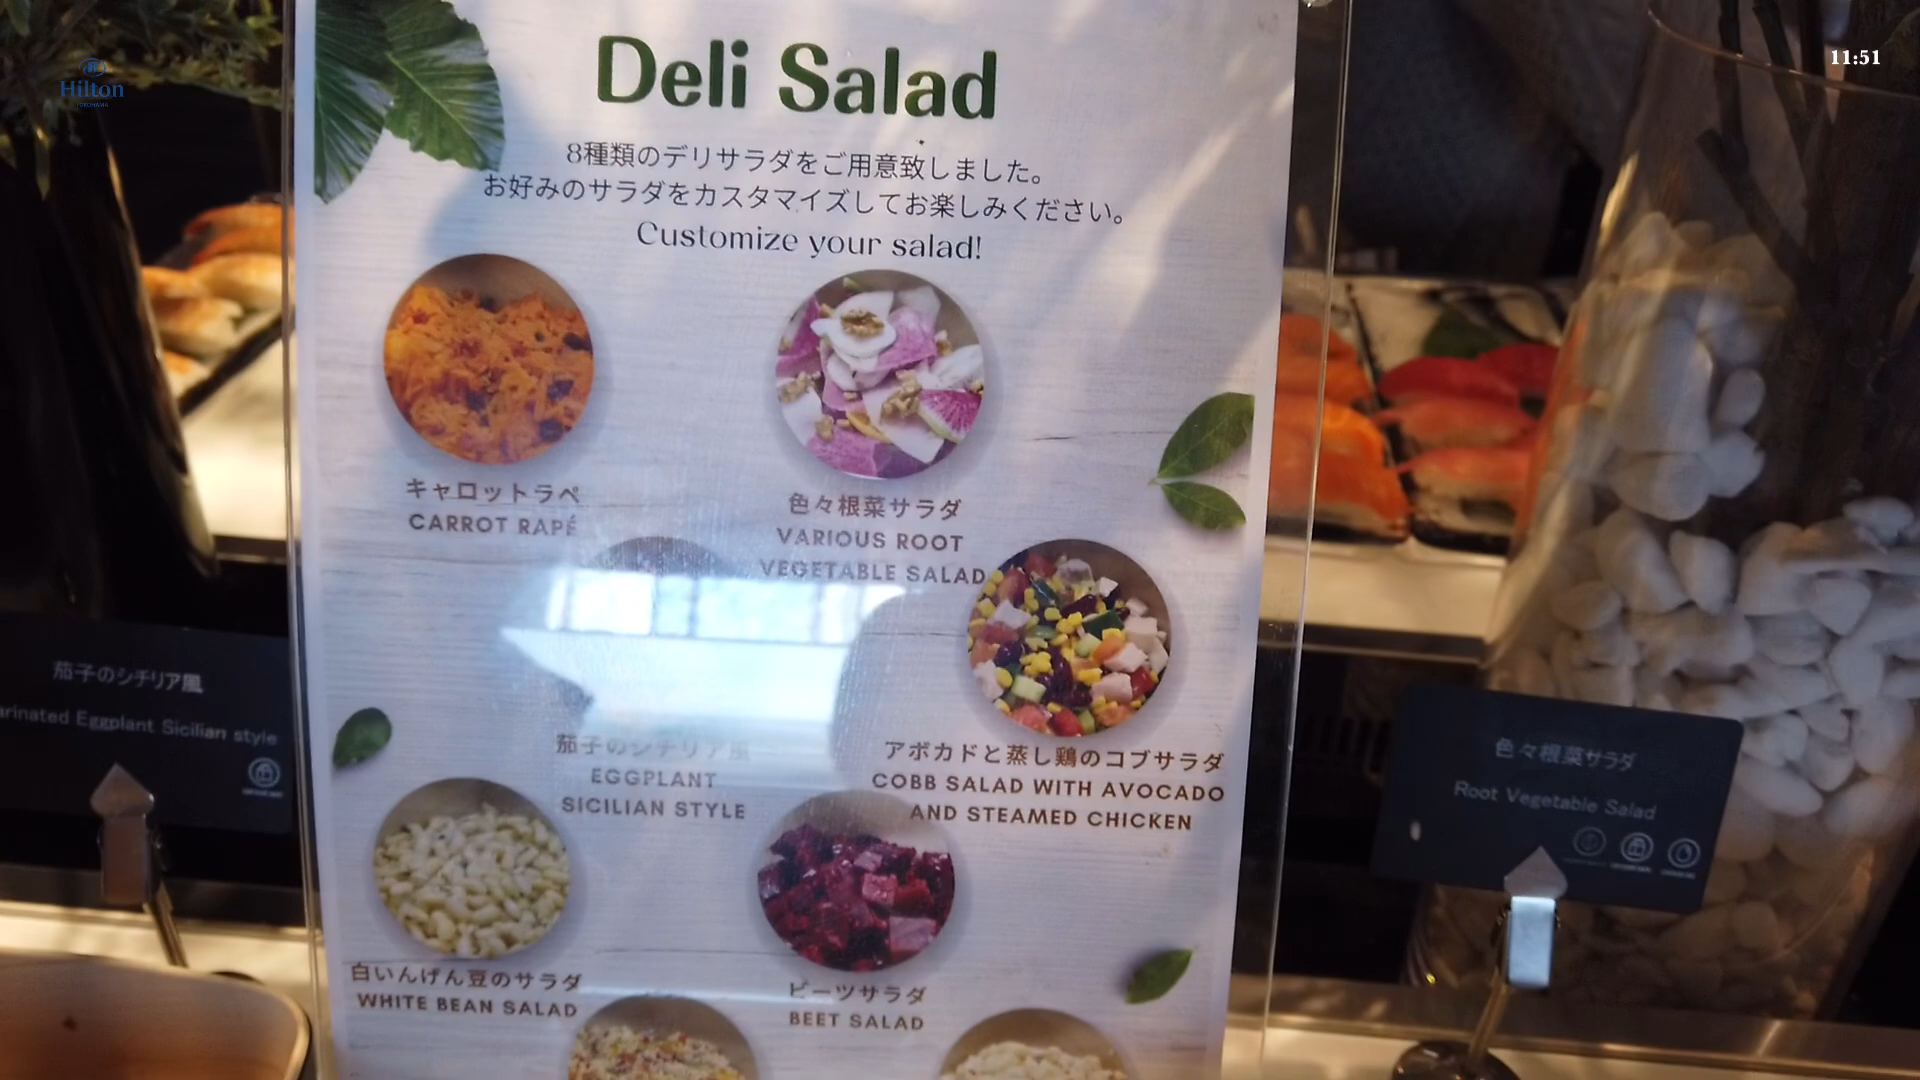 Hilton
YOKOHAMA
11:51
Deli Salad
8種類のデリサラダをご用意致しました。
お好みのサラダをカスタマイズしてお楽しみください。
Customize your salad!
キャロットラペ
CARROT RAPÉ
色々根菜サラダ
VARIOUS ROOT
VEGETABLE SALAD
茄子のシチリア風
EGGPLANT
SICILIAN STYLE
アボカドと蒸し鶏のコブサラダ
COBB SALAD WITH AVOCADO
AND STEAMED CHICKEN
白いんげん豆のサラダ
WHITE BEAN SALAD
ビーツサラダ
BEET SALAD
茄子のシチリア風
arinated Eggplant Sicilian style
色々根菜サラダ
Root Vegetable Salad